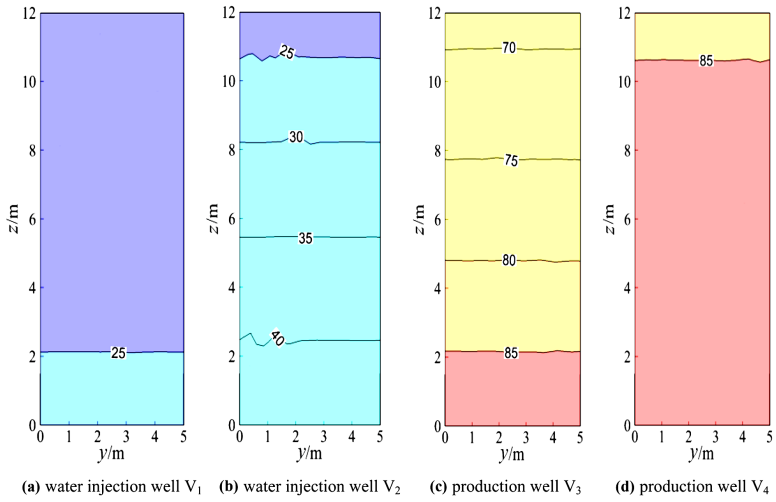 12
10
8
6
4
2
0
z/m
25
0 1 2 3 4 5
y/m
(a) water injection well V₁
12
10
8
6
4
2
0
z/m
25
30
35
40
0 1 2 3 4 5
y/m
(b) water injection well V₂
12
10
8
6
4
2
0
z/m
70
75
80
85
0 1 2 3 4 5
y/m
(c) production well V₃
12
10
8
6
4
2
0
z/m
85
0 1 2 3 4 5
y/m
(d) production well V₄